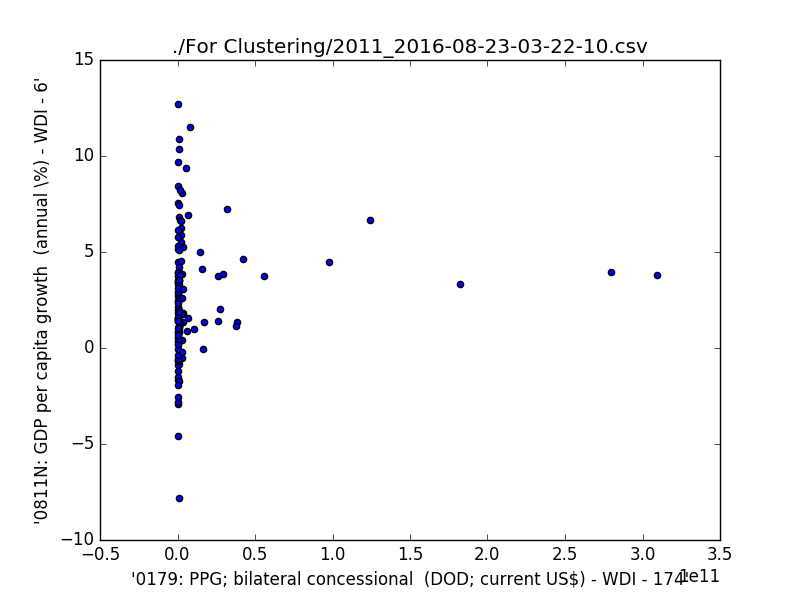 ./For Clustering/2011_2016-08-23-03-22-10.csv
15
10
5
0
−5
−10
'0811N: GDP per capita growth  (annual \%) - WDI - 6'
−0.5 0.0 0.5 1.0 1.5 2.0 2.5 3.0 3.5
1e11
'0179: PPG; bilateral concessional  (DOD; current US$) - WDI - 174'